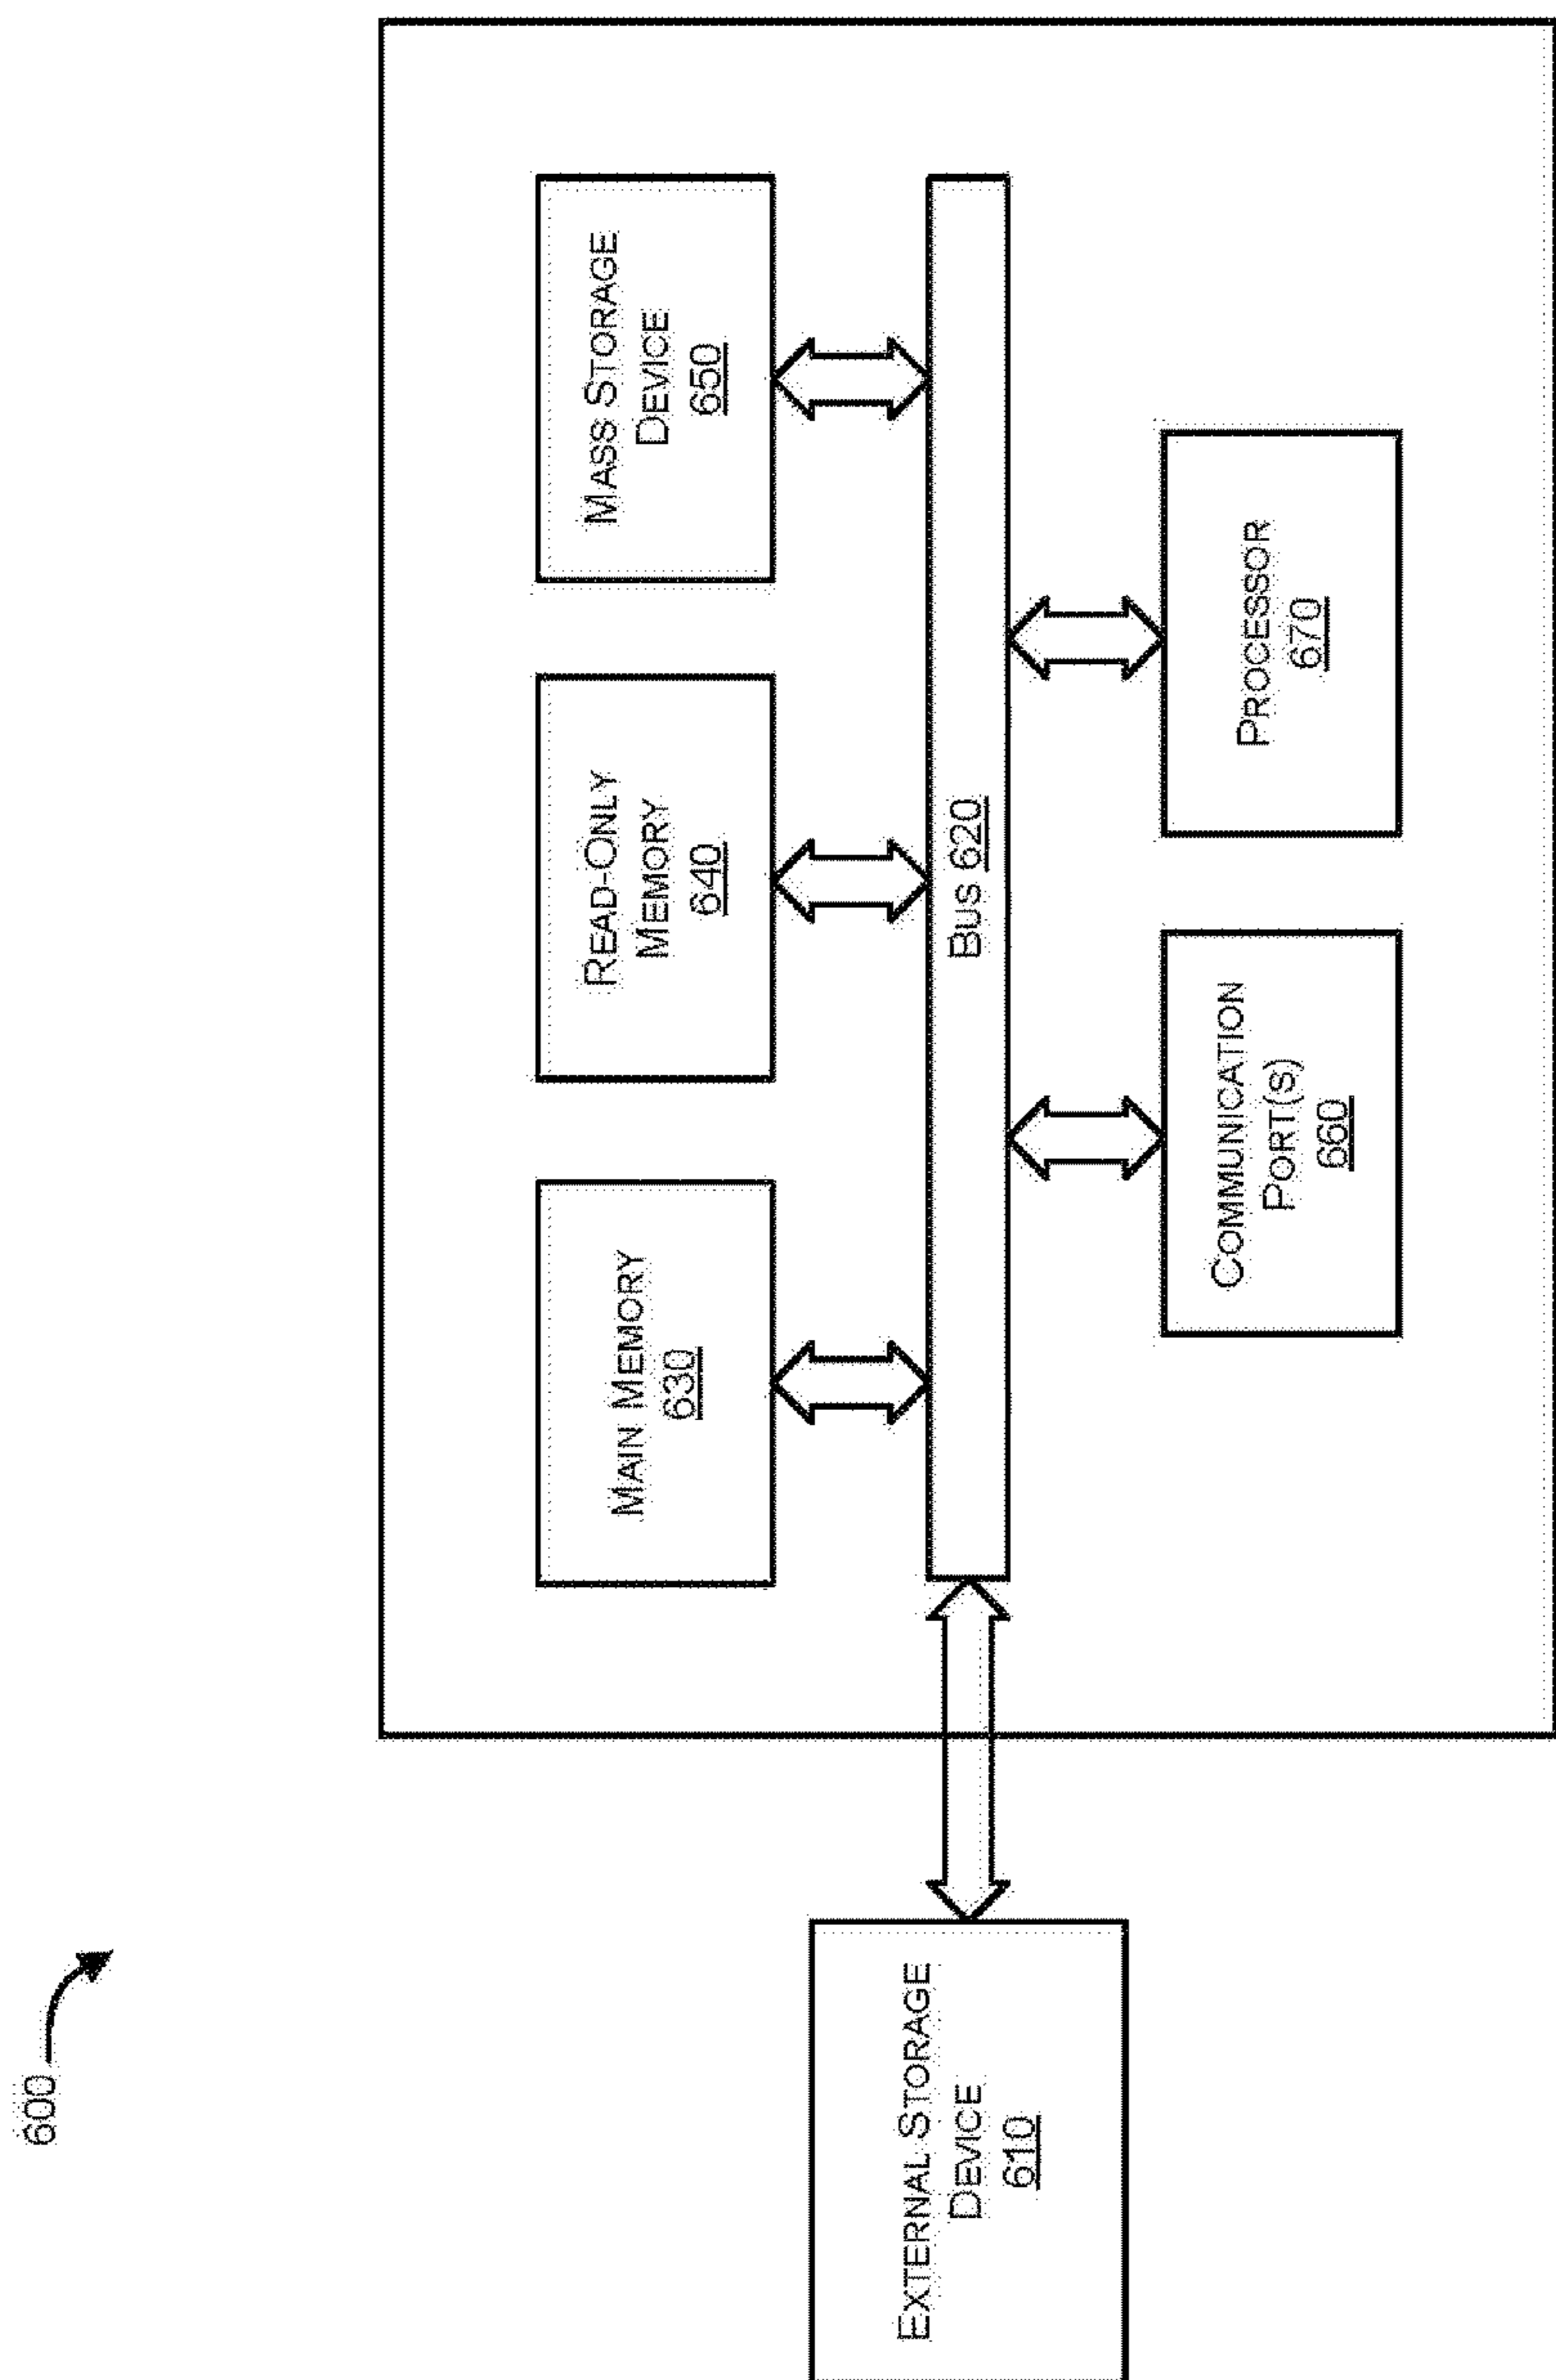 600
MAIN MEMORY
630
READ-ONLY
MEMORY
640
MASS STORAGE
DEVICE
650
EXTERNAL STORAGE
DEVICE
610
BUS 620
COMMUNICATION
PORT(S)
660
PROCESSOR
670